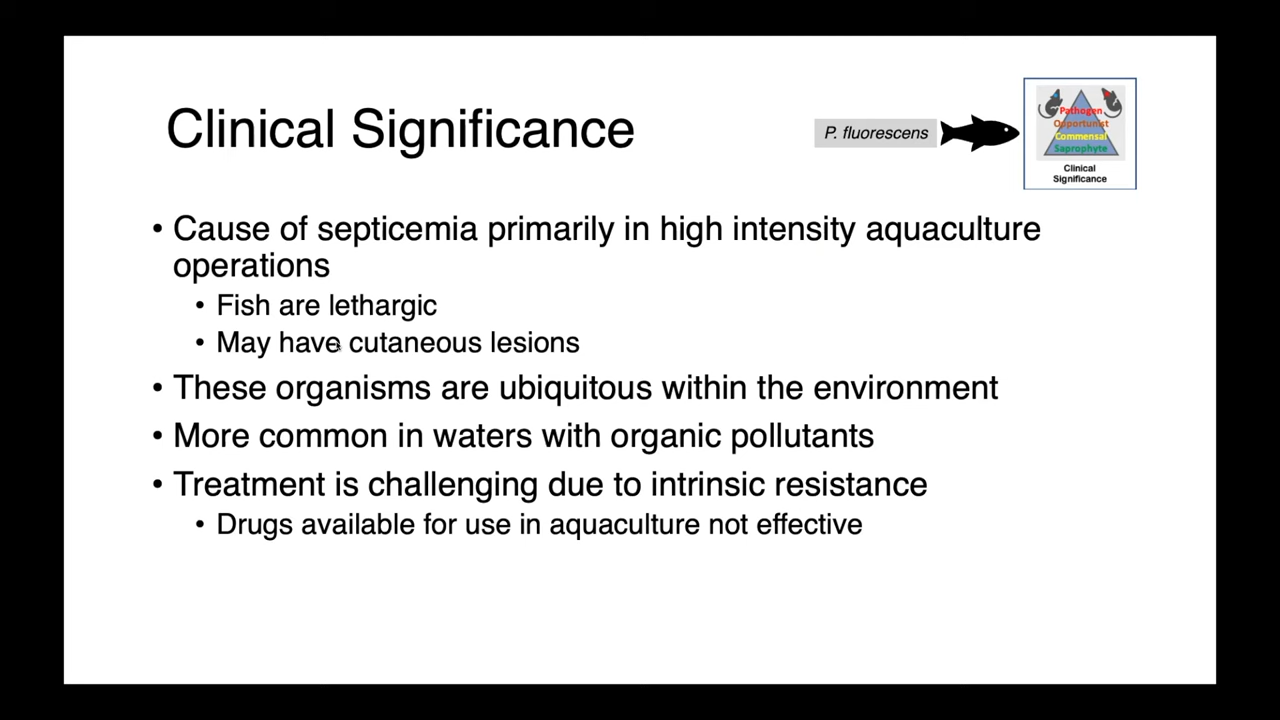 Clinical Significance
P. fluorescens
Pathogen
Opportunist
Commensal
Saprophyte
Clinical
Significance
• Cause of septicemia primarily in high intensity aquaculture
operations
• Fish are lethargic
• May have cutaneous lesions
• These organisms are ubiquitous within the environment
• More common in waters with organic pollutants
• Treatment is challenging due to intrinsic resistance
• Drugs available for use in aquaculture not effective